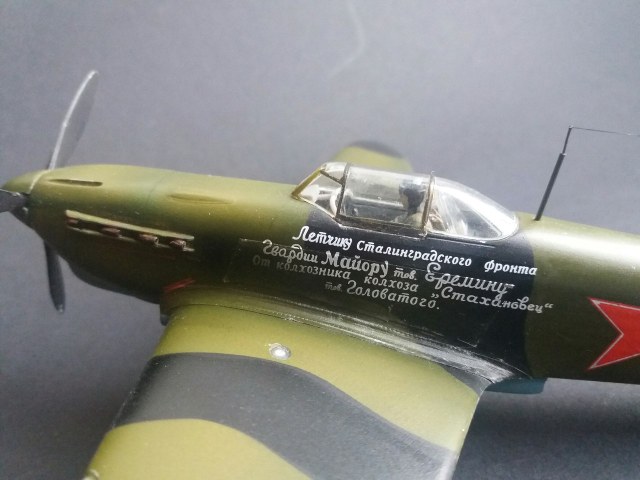 Летчику Сталинградского фронта
Гвардии Майору тов. Еремину
От колхозника колхоза „Стахановец“
тов. Головатого.